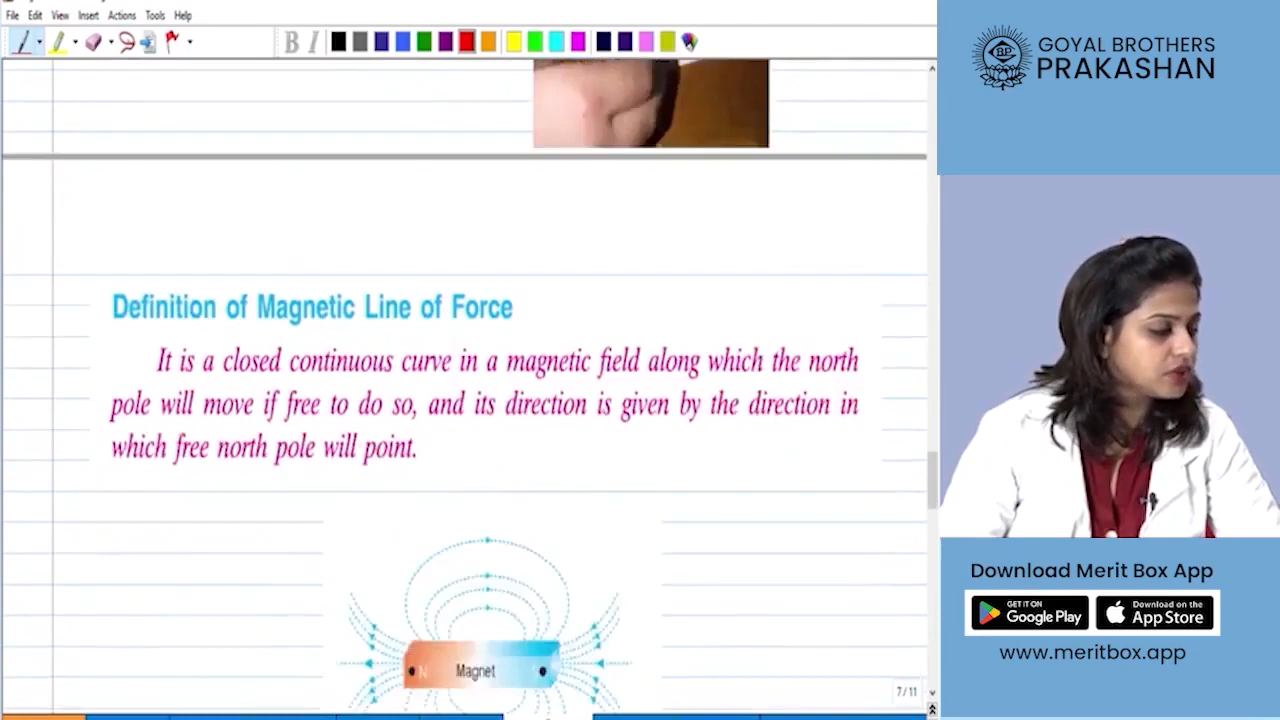 File Edit View Insert Actions Tools Help
B I
GOYAL BROTHERS
PRAKASHAN
Definition of Magnetic Line of Force
It is a closed continuous curve in a magnetic field along which the north
pole will move if free to do so, and its direction is given by the direction in
which free north pole will point.
N Magnet
7 / 11
Download Merit Box App
GET IT ON
Google Play
Download on the
App Store
www.meritbox.app